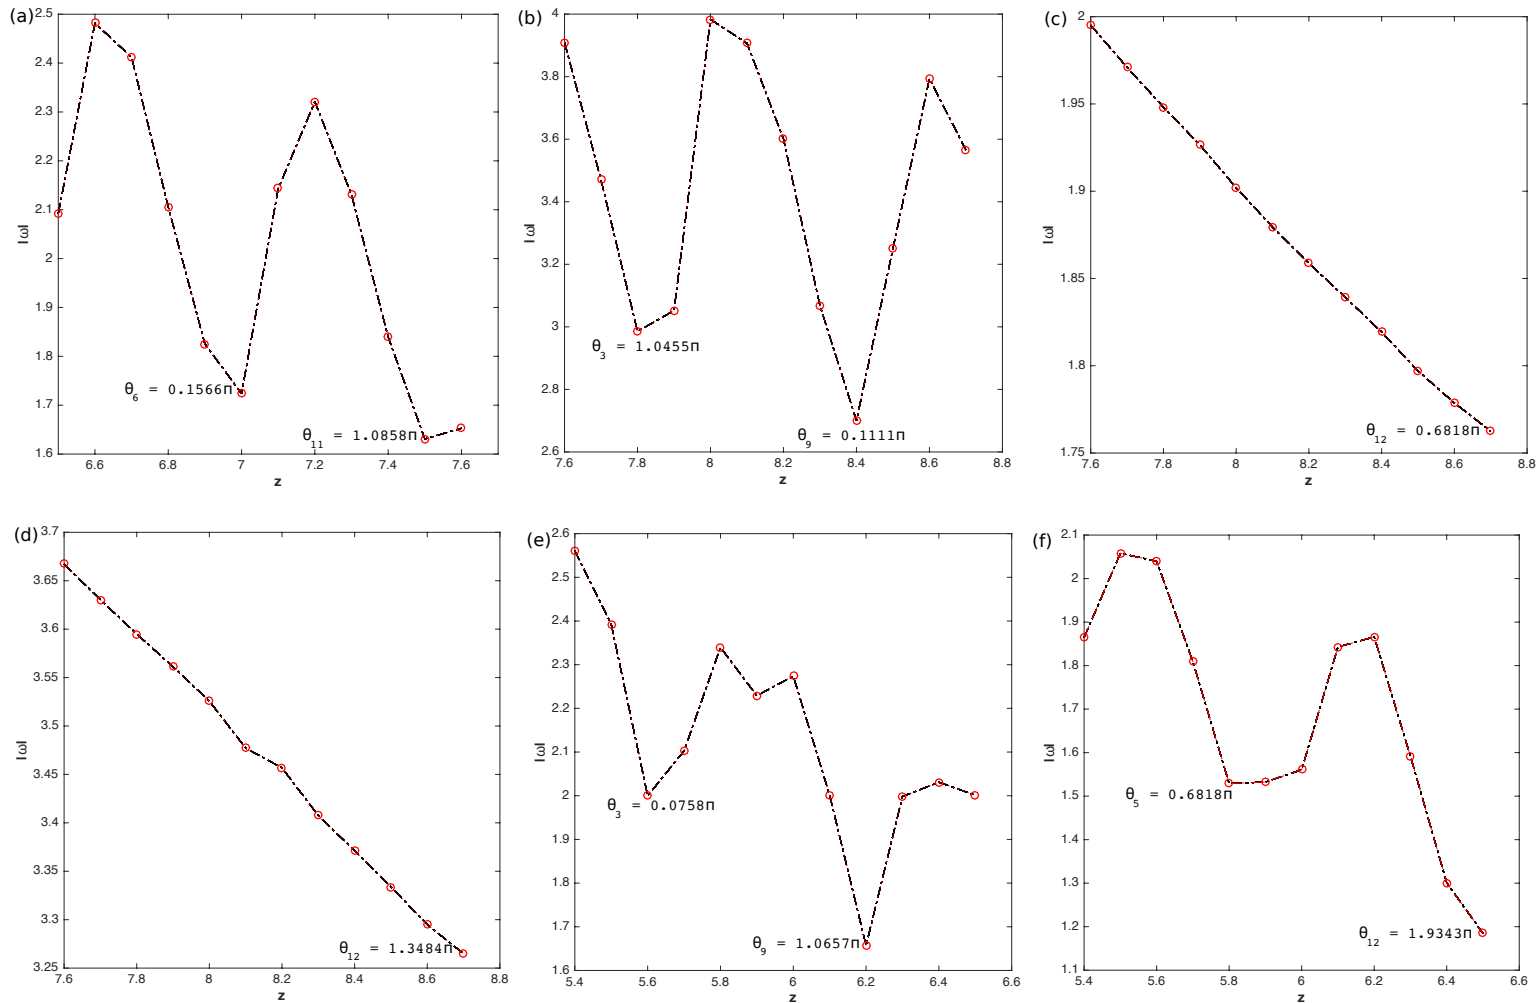 (a)
2.5
2.4
2.3
2.2
2.1
2
1.9
1.8
1.7
1.6
|ω|
θ6 = 0.1566π
θ11 = 1.0858π
6.6 6.8 7 7.2 7.4 7.6
z
(b)
4
3.8
3.6
3.4
3.2
3
2.8
2.6
|ω|
θ3 = 1.0455π
θ9 = 0.1111π
7.6 7.8 8 8.2 8.4 8.6 8.8
z
(c)
2
1.95
1.9
1.85
1.8
1.75
|ω|
θ12 = 0.6818π
7.6 7.8 8 8.2 8.4 8.6 8.8
z
(d)
3.7
3.65
3.6
3.55
3.5
3.45
3.4
3.35
3.3
3.25
|ω|
θ12 = 1.3484π
7.6 7.8 8 8.2 8.4 8.6 8.8
z
(e)
2.6
2.5
2.4
2.3
2.2
2.1
2
1.9
1.8
1.7
1.6
|ω|
θ3 = 0.0758π
θ9 = 1.0657π
5.4 5.6 5.8 6 6.2 6.4 6.6
z
(f)
2.1
2
1.9
1.8
1.7
1.6
1.5
1.4
1.3
1.2
1.1
|ω|
θ5 = 0.6818π
θ12 = 1.9343π
5.4 5.6 5.8 6 6.2 6.4 6.6
z